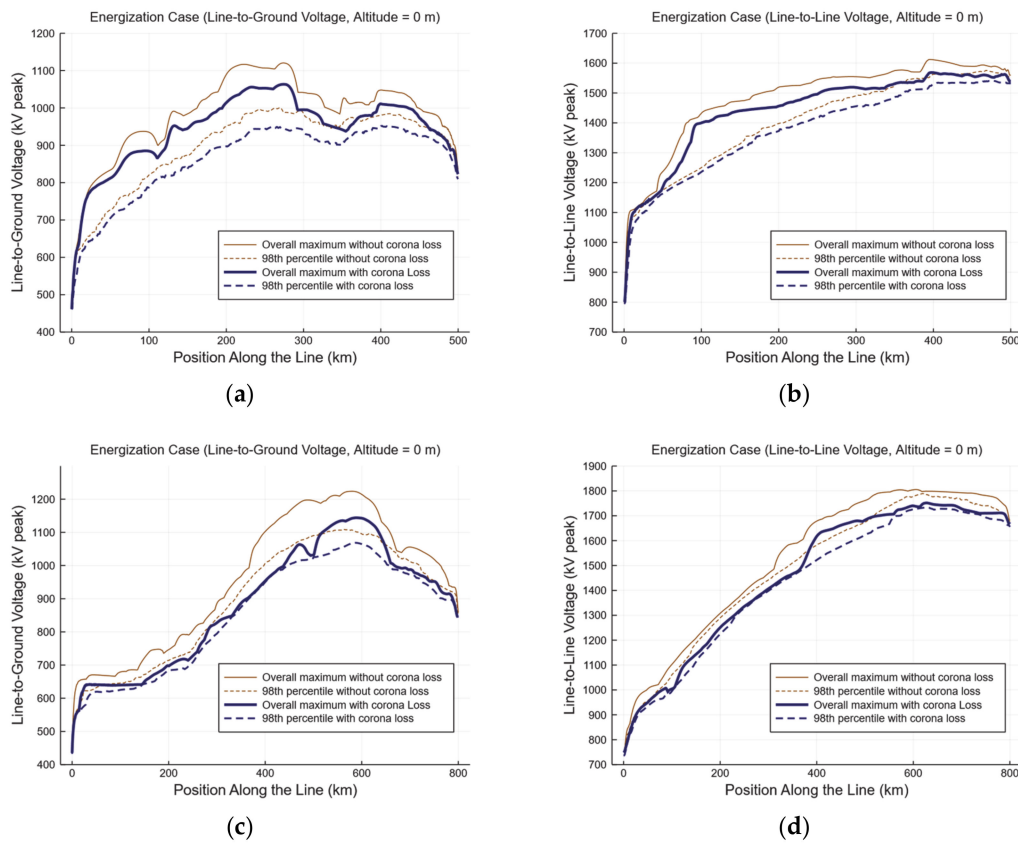 Energization Case (Line-to-Ground Voltage, Altitude = 0 m)
Line-to-Ground Voltage (kV peak)
1200
1100
1000
900
800
700
600
500
400
Overall maximum without corona loss
98th percentile without corona loss
Overall maximum with corona Loss
98th percentile with corona loss
0 100 200 300 400 500
Position Along the Line (km)
(a)
Energization Case (Line-to-Line Voltage, Altitude = 0 m)
Line-to-Line Voltage (kV peak)
1700
1600
1500
1400
1300
1200
1100
1000
900
800
700
Overall maximum without corona loss
98th percentile without corona loss
Overall maximum with corona Loss
98th percentile with corona loss
0 100 200 300 400 500
Position Along the Line (km)
(b)
Energization Case (Line-to-Ground Voltage, Altitude = 0 m)
Line-to-Ground Voltage (kV peak)
1200
1100
1000
900
800
700
600
500
400
Overall maximum without corona loss
98th percentile without corona loss
Overall maximum with corona Loss
98th percentile with corona loss
0 200 400 600 800
Position Along the Line (km)
(c)
Energization Case (Line-to-Line Voltage, Altitude = 0 m)
Line-to-Line Voltage (kV peak)
1900
1800
1700
1600
1500
1400
1300
1200
1100
1000
900
800
700
Overall maximum without corona loss
98th percentile without corona loss
Overall maximum with corona Loss
98th percentile with corona loss
0 200 400 600 800
Position Along the Line (km)
(d)